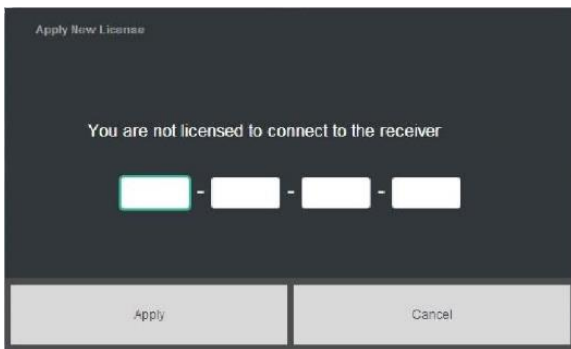 Apply New License
You are not licensed to connect to the receiver
- - -
Apply Cancel